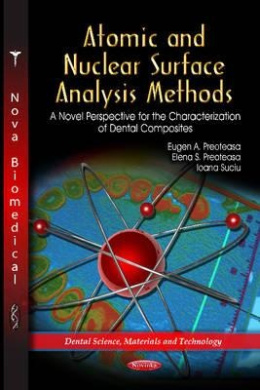 Atomic and
Nuclear Surface
Analysis Methods
A Novel Perspective for the Characterization
of Dental Composites
Eugen A. Preoteasa
Elena S. Preoteasa
Ioana Suciu
Nova Biomedical
Dental Science, Materials and Technology